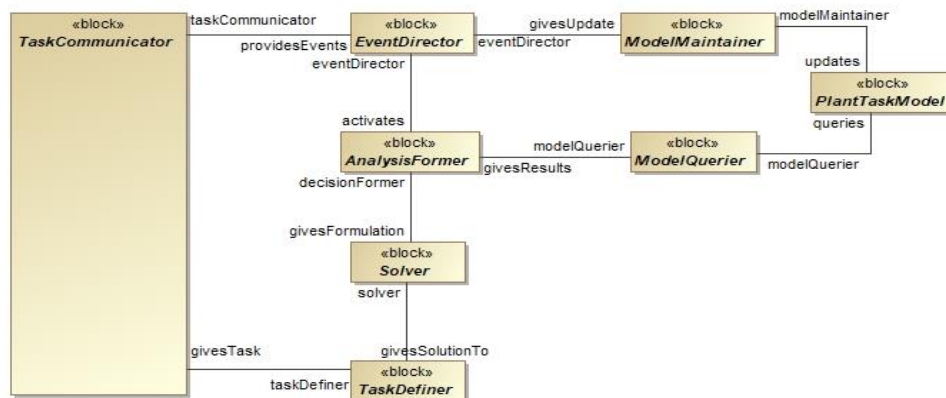 «block»
TaskCommunicator
taskCommunicator
providesEvents
«block»
EventDirector
eventDirector
givesUpdate
eventDirector
«block»
ModelMaintainer
modelMaintainer
updates
«block»
PlantTaskModel
queries
activates
«block»
AnalysisFormer
decisionFormer
modelQuerier
givesResults
«block»
ModelQuerier
modelQuerier
givesFormulation
«block»
Solver
solver
givesTask
taskDefiner
givesSolutionTo
«block»
TaskDefiner